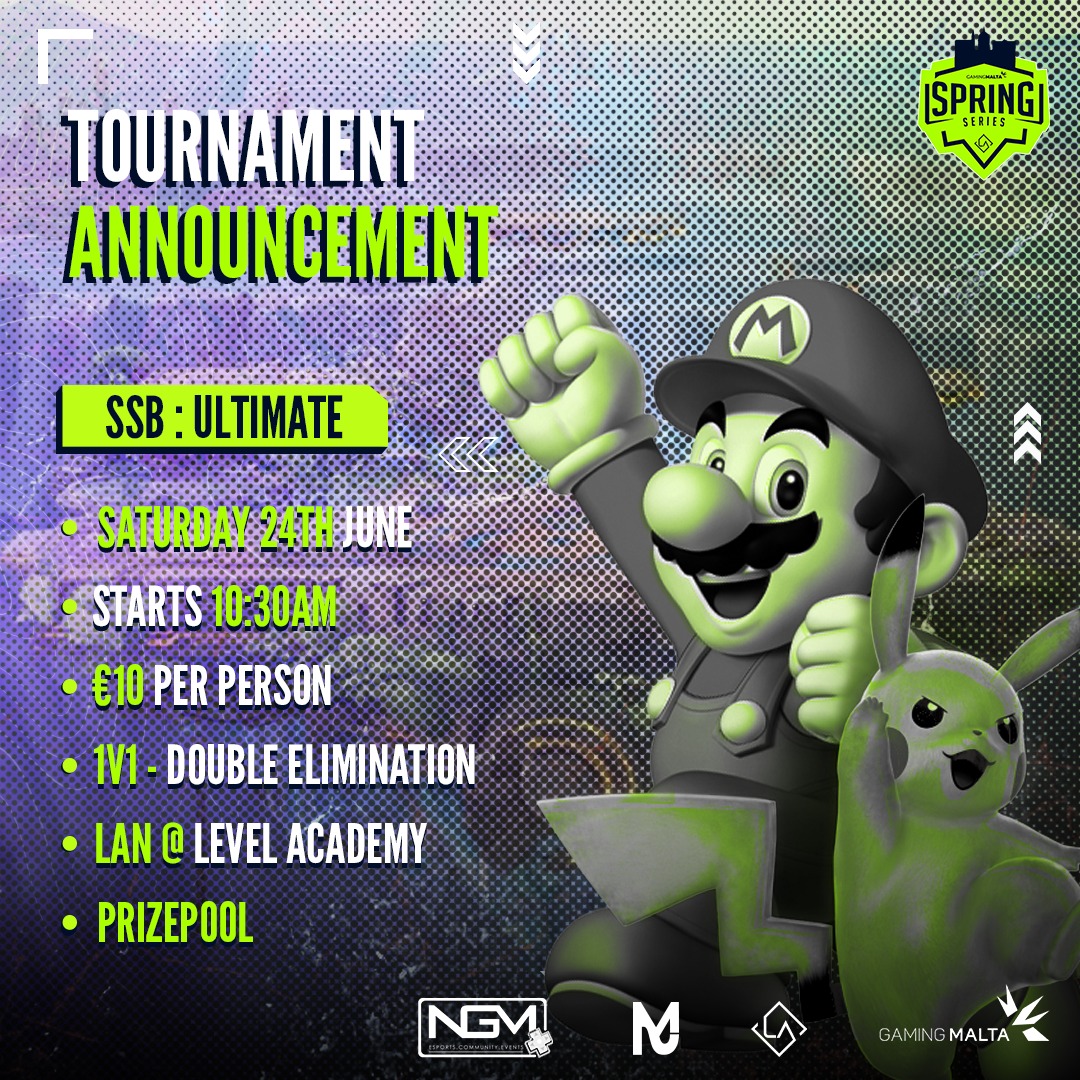 GAMINGMALTA
SPRING
SERIES
TOURNAMENT
ANNOUNCEMENT
SSB : ULTIMATE
• SATURDAY 24TH JUNE
• STARTS 10:30AM
• €10 PER PERSON
• 1V1 - DOUBLE ELIMINATION
• LAN @ LEVEL ACADEMY
• PRIZEPOOL
M
NGM
ESPORTS.COMMUNITY.EVENTS
GAMING MALTA